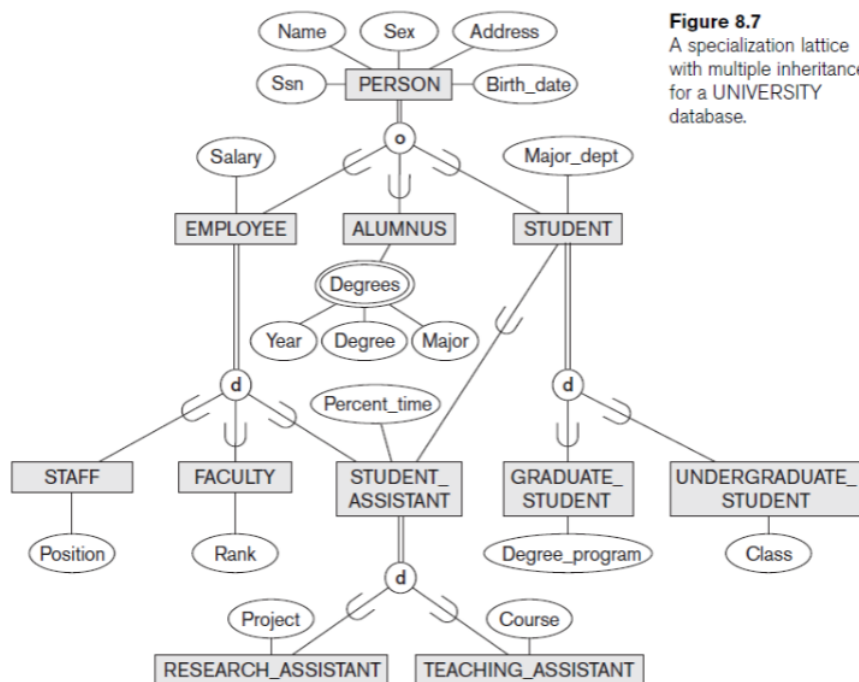 Figure 8.7
A specialization lattice
with multiple inheritance
for a UNIVERSITY
database.
Name
Sex
Address
Ssn
PERSON
Birth_date
o
Salary
Major_dept
EMPLOYEE
ALUMNUS
STUDENT
Degrees
Year
Degree
Major
d
d
Percent_time
STAFF
FACULTY
STUDENT_
ASSISTANT
GRADUATE_
STUDENT
UNDERGRADUATE_
STUDENT
Position
Rank
Degree_program
Class
d
Project
Course
RESEARCH_ASSISTANT
TEACHING_ASSISTANT